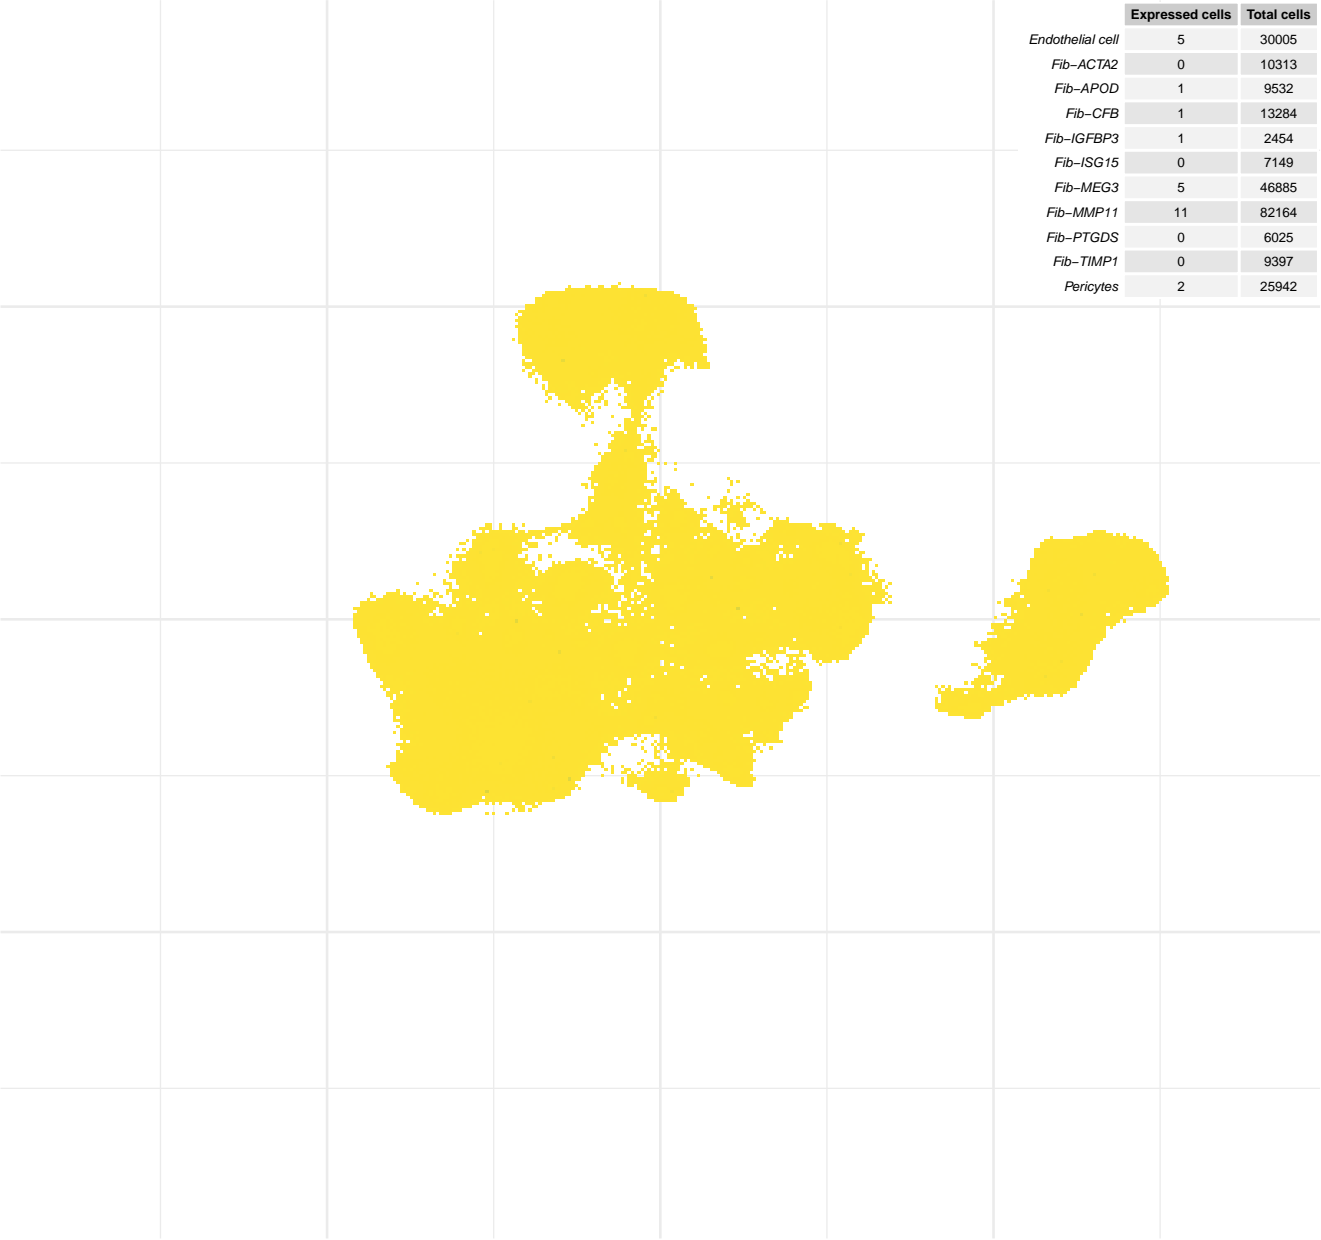 Expressed cells Total cells
Endothelial cell 5 30005
Fib−ACTA2 0 10313
Fib−APOD 1 9532
Fib−CFB 1 13284
Fib−IGFBP3 1 2454
Fib−ISG15 0 7149
Fib−MEG3 5 46885
Fib−MMP11 11 82164
Fib−PTGDS 0 6025
Fib−TIMP1 0 9397
Pericytes 2 25942